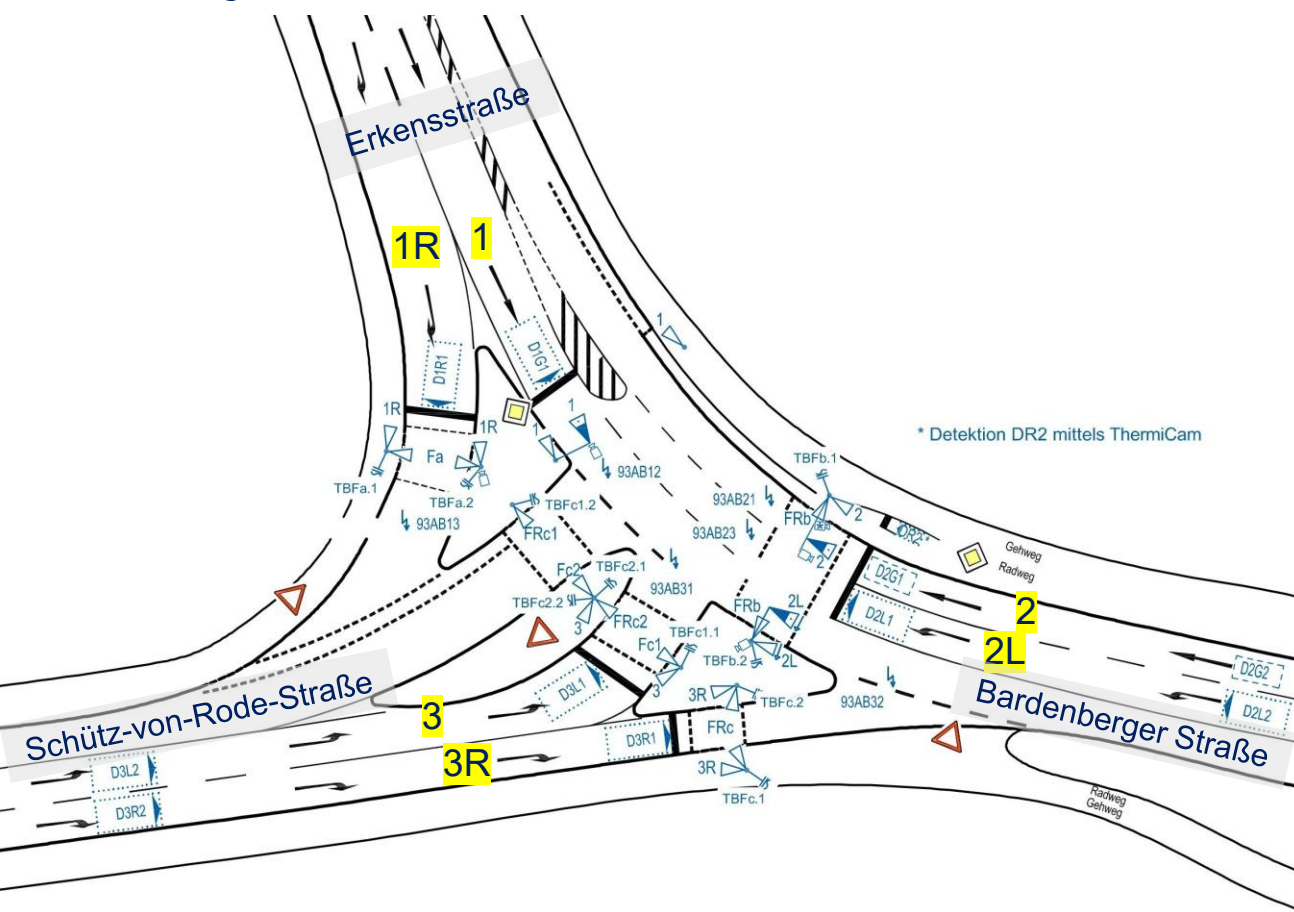 Erkensstraße
1R
1
1
D1R1
D1G1
1R
1R
1
1
Fa
TBFa.1
TBFa.2
93AB12
93AB13
TBFc1.2
FRc1
* Detektion DR2 mittels ThermiCam
TBFb.1
93AB21
93AB23
FRb
2
2
DR2*
Gehweg
Radweg
D2G1
D2L1
2
2L
D2G2
D2L2
Fc2
TBFc2.1
TBFc2.2
93AB31
FRc2
3
FRb
2L
Fc1
TBFc1.1
TBFb.2
2L
3
3R
TBFc.2
93AB32
Bardenberger Straße
D3L1
Schütz-von-Rode-Straße
3
3R
D3R1
FRc
3R
TBFc.1
D3L2
D3R2
Radweg
Gehweg